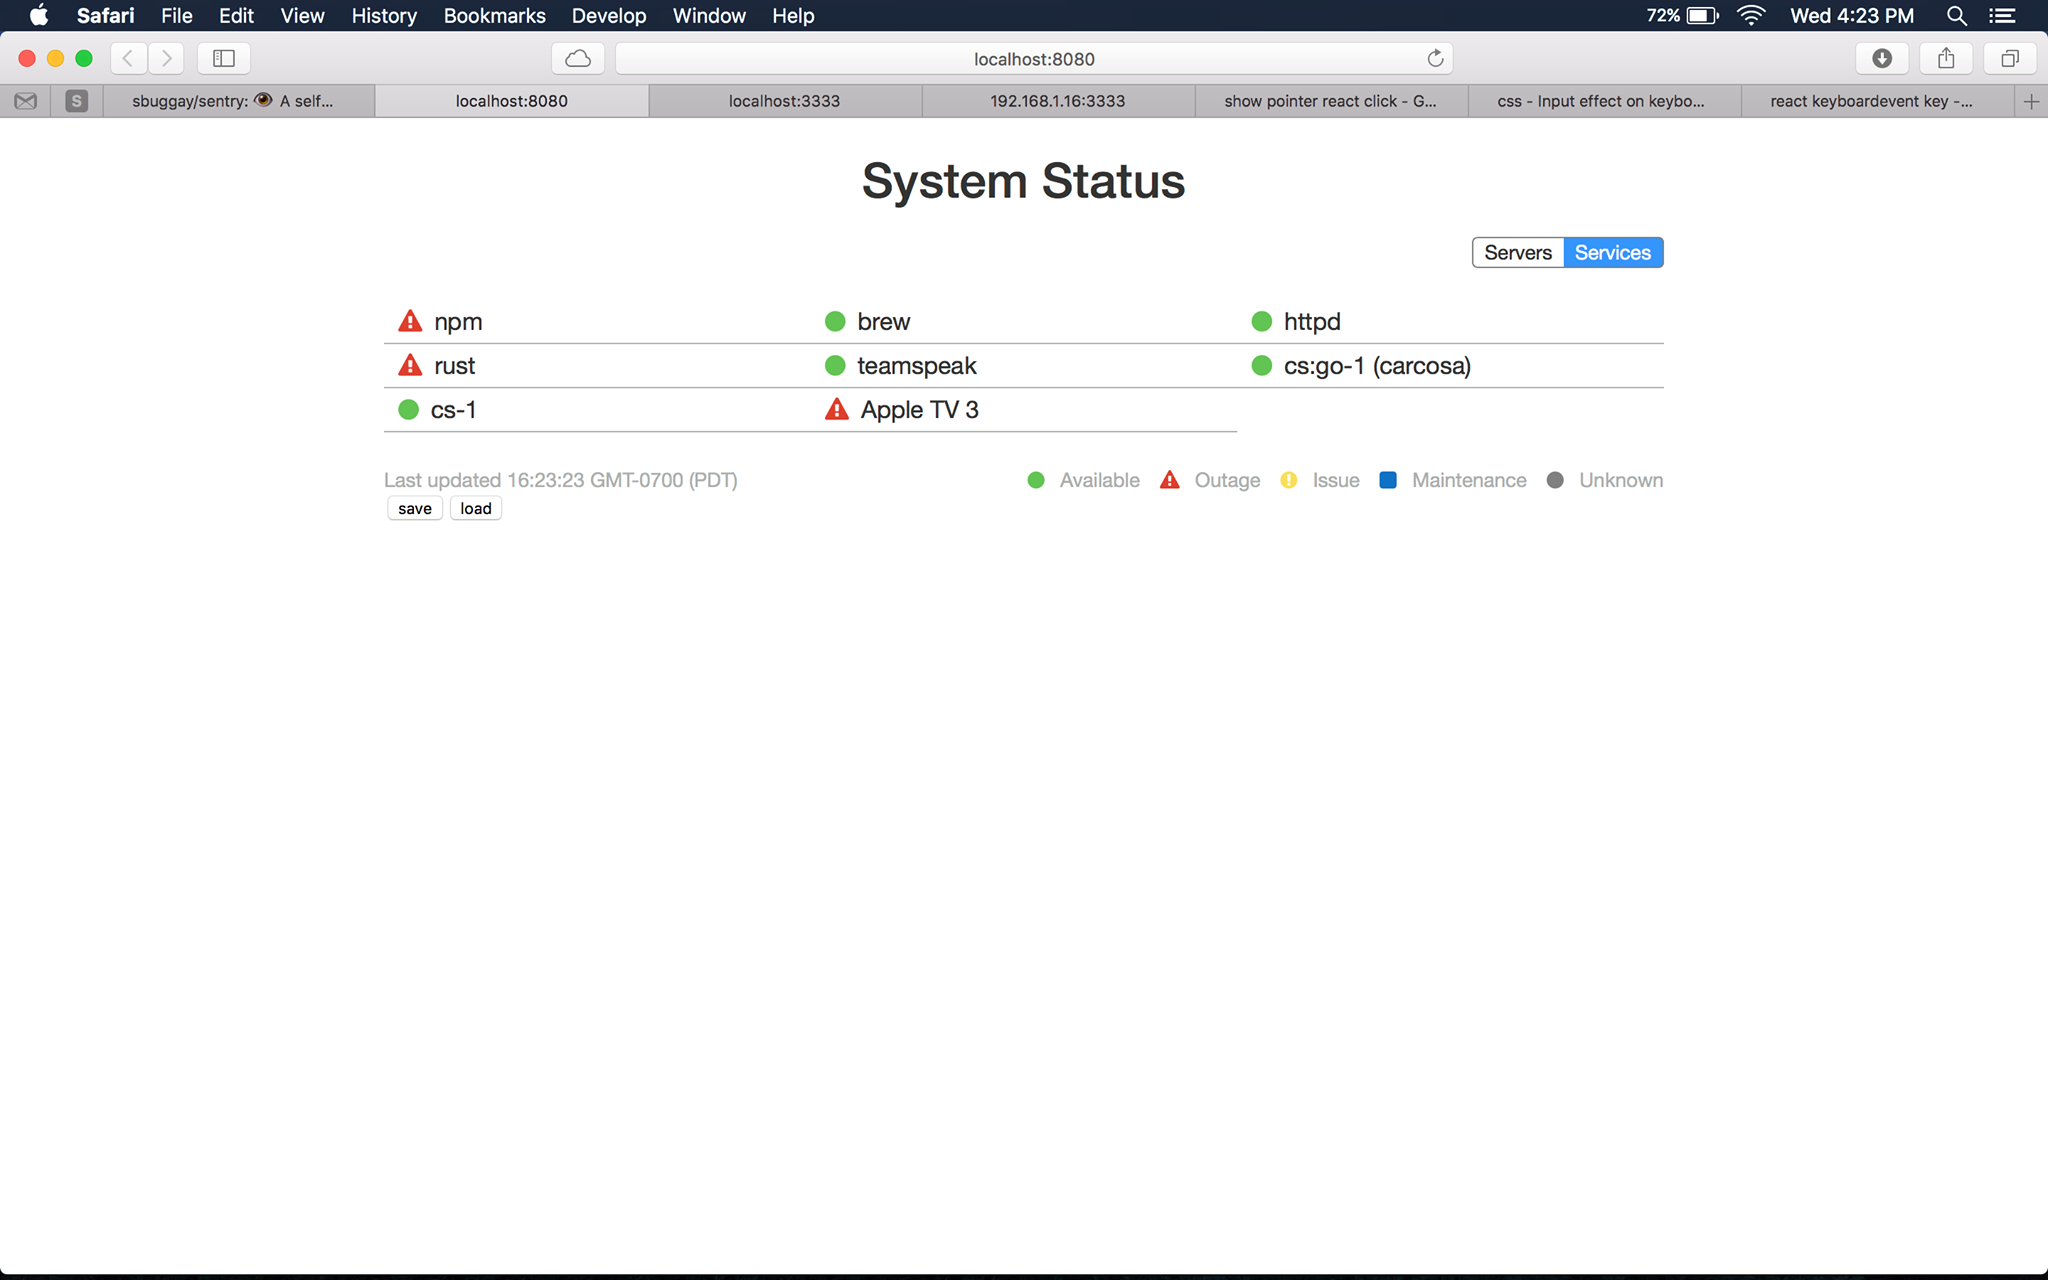 Safari File Edit View History Bookmarks Develop Window Help 72% Wed 4:23 PM
localhost:8080
S sbuggay/sentry: 👁 A self... localhost:8080 localhost:3333 192.168.1.16:3333 show pointer react click - G... css - Input effect on keybo... react keyboardevent key -...
System Status
Servers Services
npm brew httpd
rust teamspeak cs:go-1 (carcosa)
cs-1 Apple TV 3
Last updated 16:23:23 GMT-0700 (PDT) Available Outage Issue Maintenance Unknown
save load